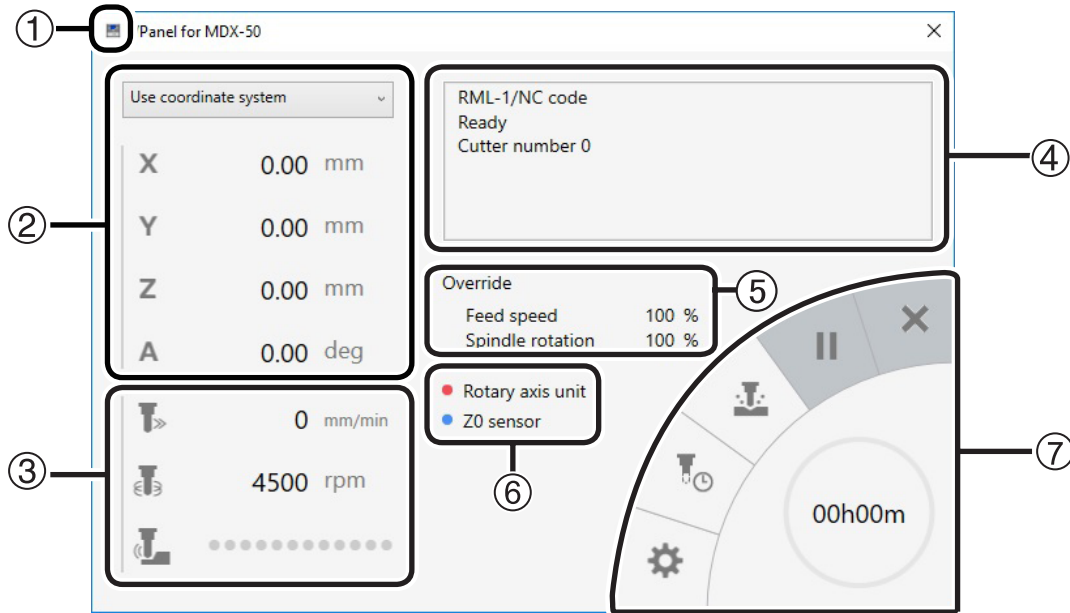 ①
/Panel for MDX-50
②
Use coordinate system
X 0.00 mm
Y 0.00 mm
Z 0.00 mm
A 0.00 deg
③
0 mm/min
4500 rpm
④
RML-1/NC code
Ready
Cutter number 0
⑤
Override
Feed speed 100 %
Spindle rotation 100 %
⑥
Rotary axis unit
Z0 sensor
⑦
00h00m